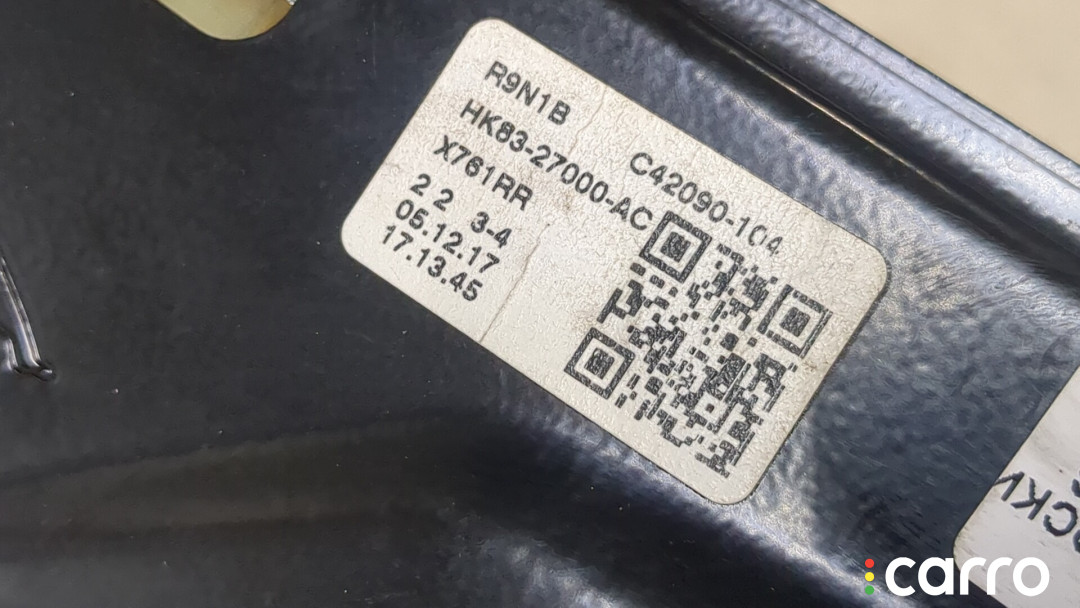 R9N1B
HK83-27000-AC
C42090-104
X761RR
2 2 3-4
05.12.17
17.13.45
carro